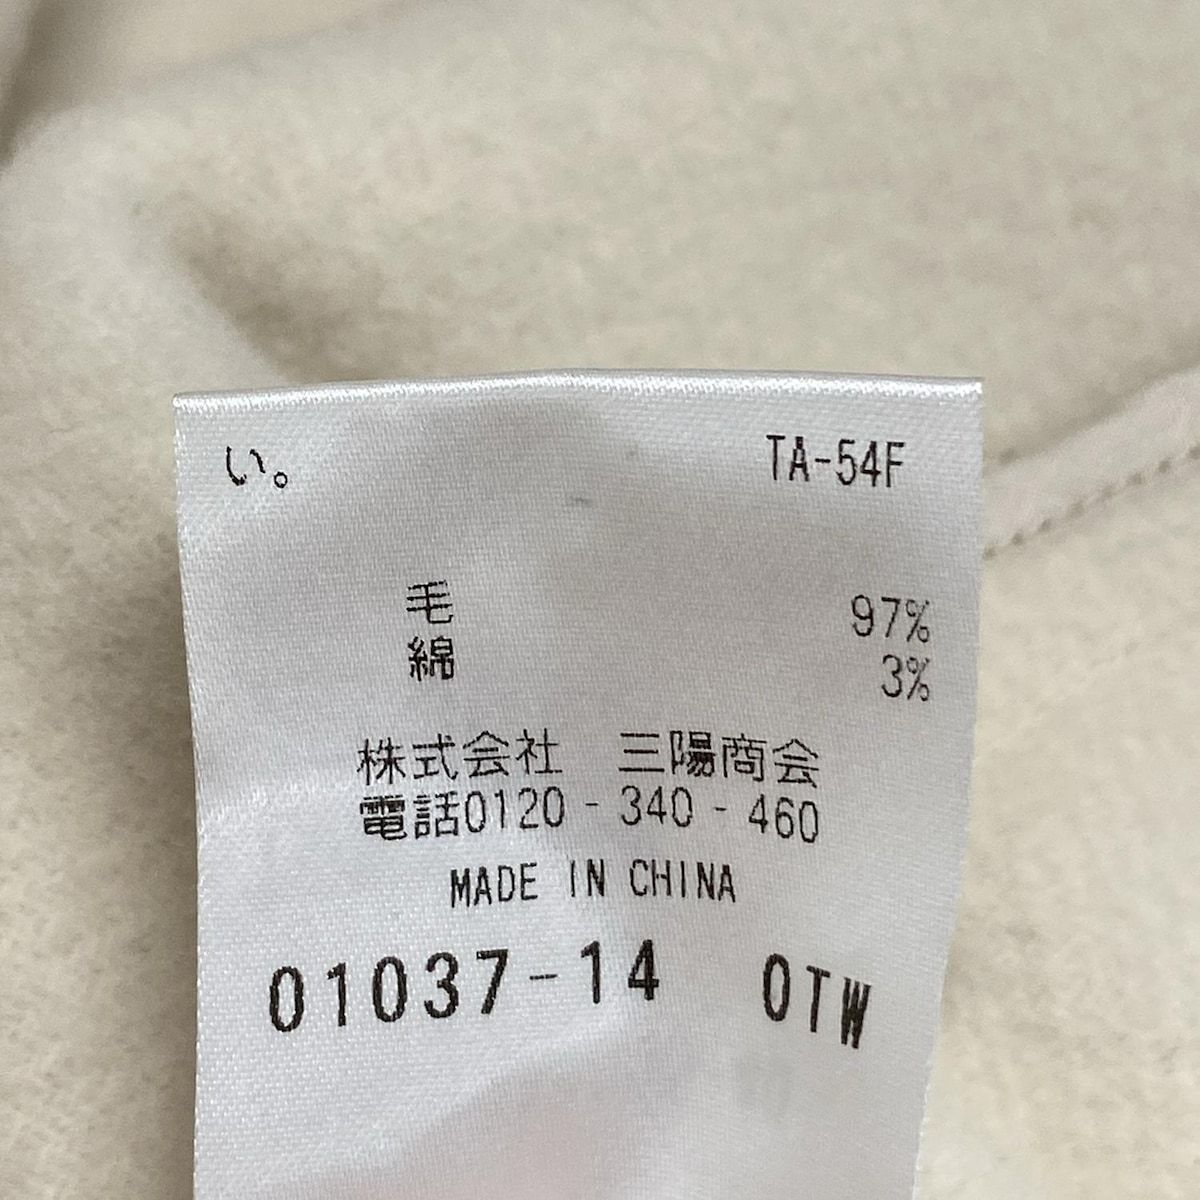 い。 TA-54F
毛 97%
綿 3%
株式会社 三陽商会
電話0120-340-460
MADE IN CHINA
01037-14 OTW